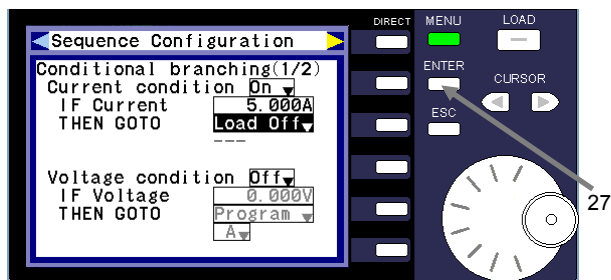 DIRECT MENU LOAD
Sequence Configuration
ENTER
CURSOR
ESC
Conditional branching(1/2)
Current condition On
IF Current 5.000A
THEN GOTO Load Off
---
Voltage condition Off
IF Voltage 0.000V
THEN GOTO Program
A
27